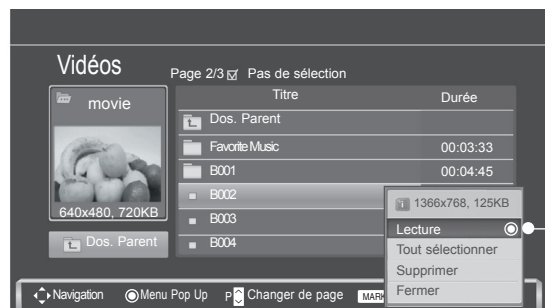 Vidéos
Page 2/3 Pas de sélection
movie
640x480, 720KB
Dos. Parent
Titre
Durée
Dos. Parent
Favorite Music
00:03:33
B001
00:04:45
B002
B003
B004
1366x768, 125KB
Lecture
Tout sélectionner
Supprimer
Fermer
Navigation
Menu
Pop Up
P
Changer de page